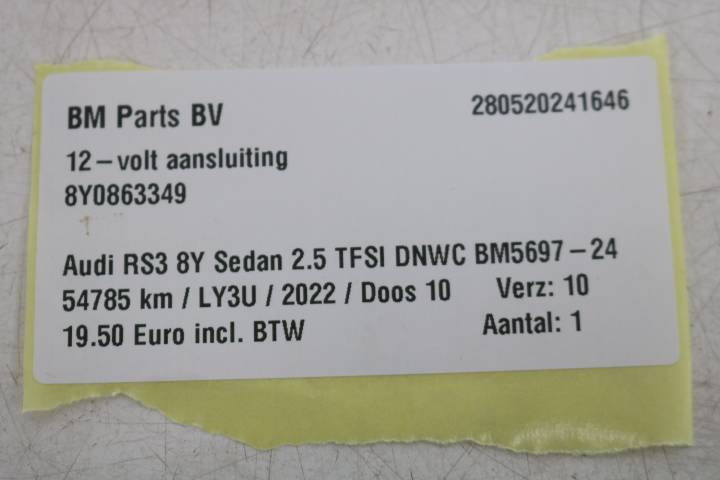 BM Parts BV 280520241646
12-volt aansluiting
8Y0863349
Audi RS3 8Y Sedan 2.5 TFSI DNWC BM5697-24
54785 km / LY3U / 2022 / Doos 10 Verz: 10
19.50 Euro incl. BTW Aantal: 1